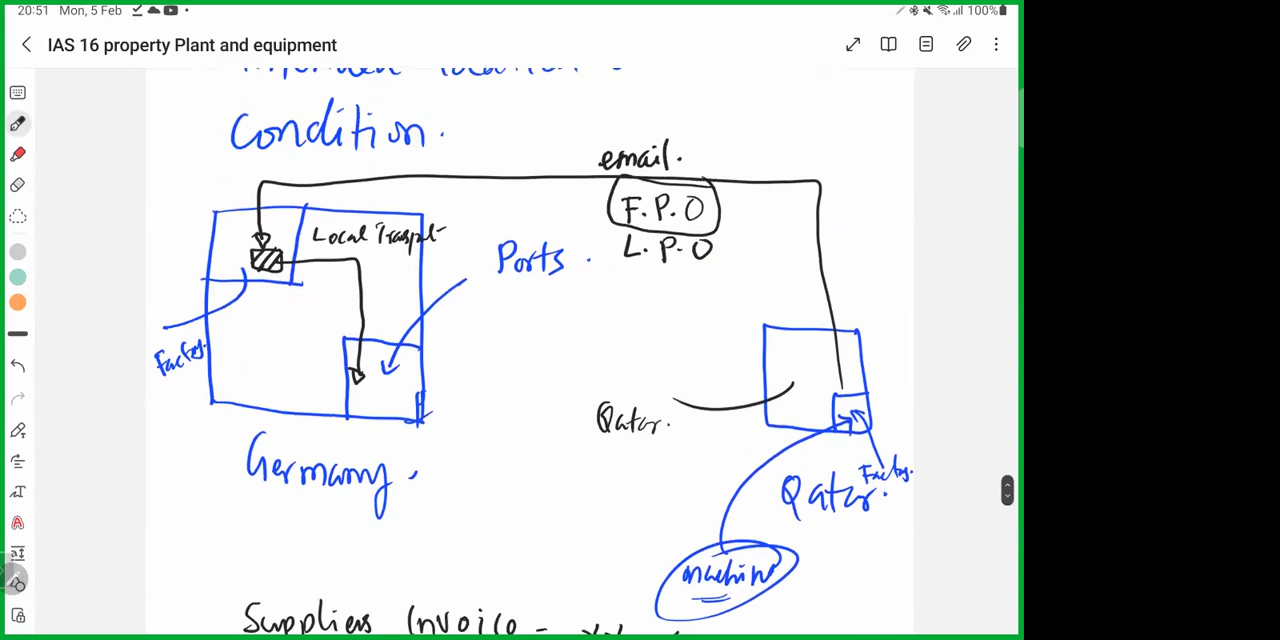 20:51 Mon, 5 Feb
100%
IAS 16 property Plant and equipment
Condition.
email.
F.P.O
L.P.O
Local Transpt
Ports.
Factory.
Qatar.
Germany.
Factory.
Qatar.
machine
Suppliers Invoice -